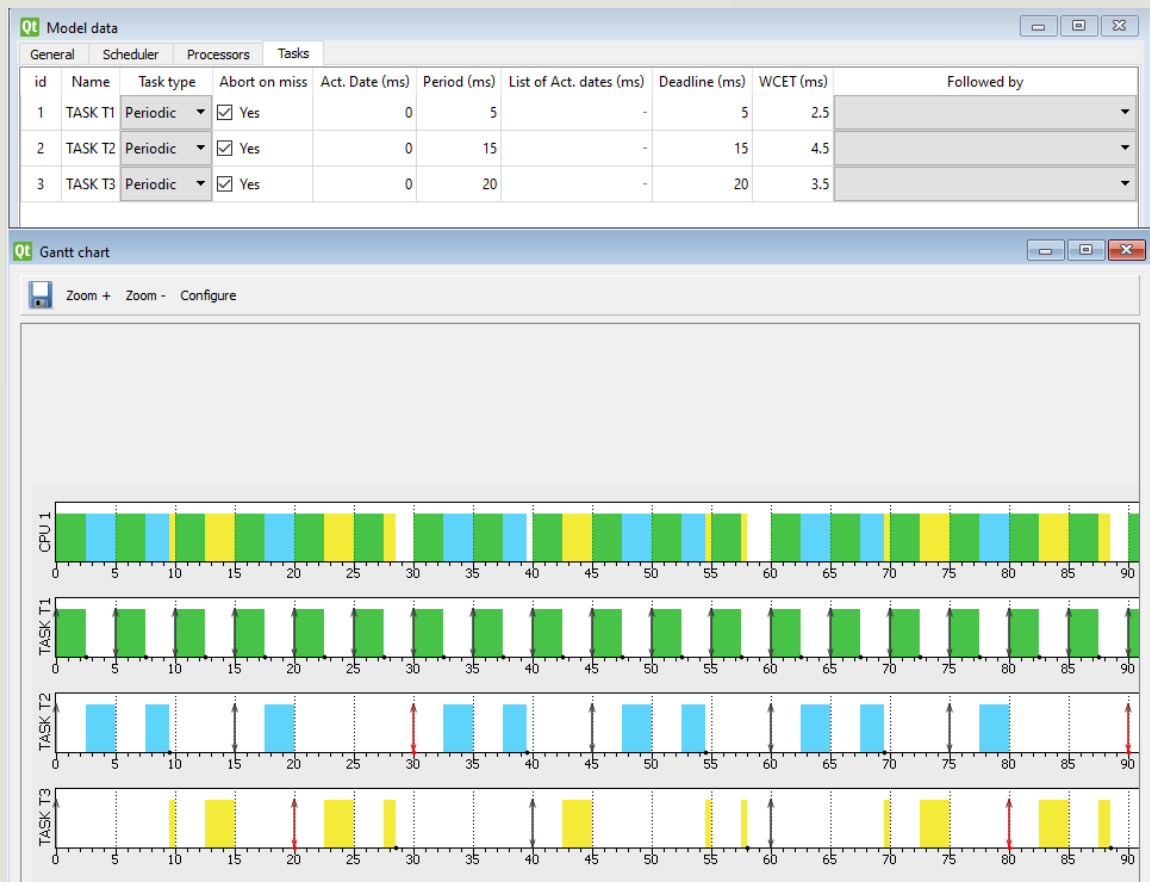 Qt Model data
General Scheduler Processors Tasks
id Name Task type Abort on miss Act. Date (ms) Period (ms) List of Act. dates (ms) Deadline (ms) WCET (ms) Followed by
1 TASK T1 Periodic Yes 0 5 - 5 2.5
2 TASK T2 Periodic Yes 0 15 - 15 4.5
3 TASK T3 Periodic Yes 0 20 - 20 3.5
Qt Gantt chart
Zoom + Zoom - Configure
CPU 1
0 5 10 15 20 25 30 35 40 45 50 55 60 65 70 75 80 85 90
TASK T1
0 5 10 15 20 25 30 35 40 45 50 55 60 65 70 75 80 85 90
TASK T2
0 5 10 15 20 25 30 35 40 45 50 55 60 65 70 75 80 85 90
TASK T3
0 5 10 15 20 25 30 35 40 45 50 55 60 65 70 75 80 85 90